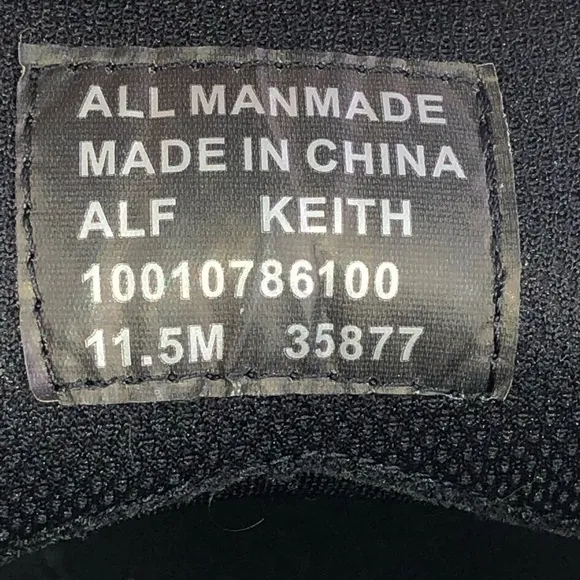 ALL MANMADE
MADE IN CHINA
ALF KEITH
10010786100
11.5M 35877